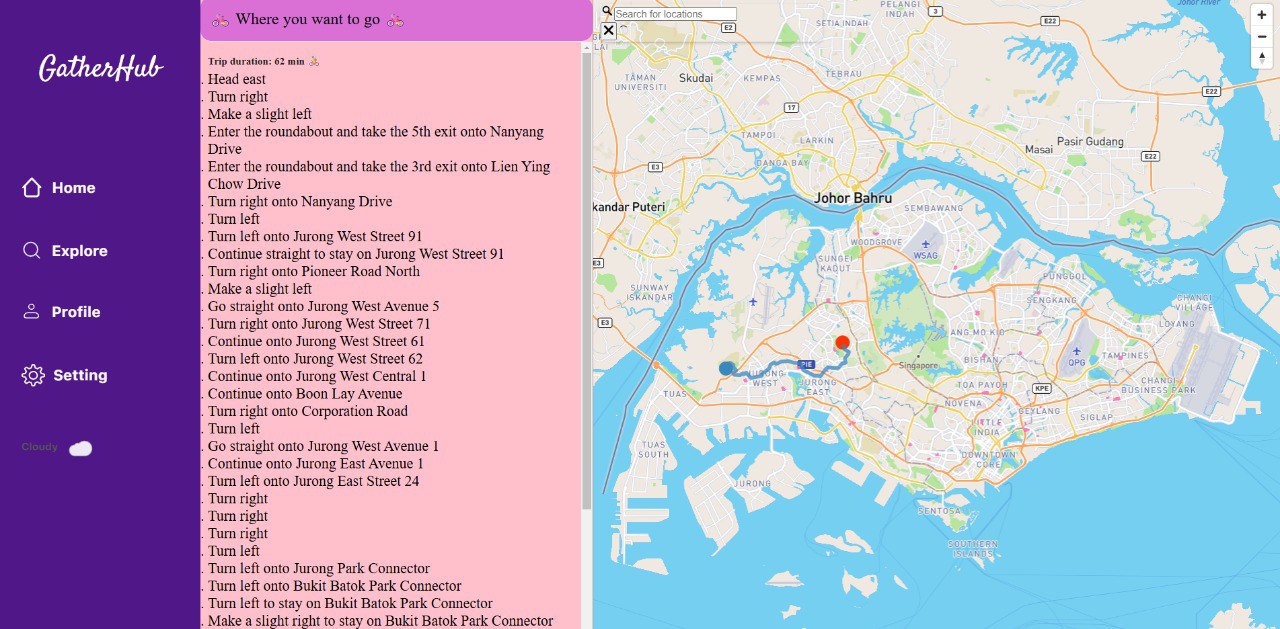 GatherHub
Home
Explore
Profile
Setting
Cloudy
Where you want to go
Trip duration: 62 min
. Head east
. Turn right
. Make a slight left
. Enter the roundabout and take the 5th exit onto Nanyang
Drive
. Enter the roundabout and take the 3rd exit onto Lien Ying
Chow Drive
. Turn right onto Nanyang Drive
. Turn left
. Turn left onto Jurong West Street 91
. Continue straight to stay on Jurong West Street 91
. Turn right onto Pioneer Road North
. Make a slight left
. Go straight onto Jurong West Avenue 5
. Turn right onto Jurong West Street 71
. Continue onto Jurong West Street 61
. Turn left onto Jurong West Street 62
. Continue onto Jurong West Central 1
. Continue onto Boon Lay Avenue
. Turn right onto Corporation Road
. Turn left
. Go straight onto Jurong West Avenue 1
. Continue onto Jurong East Avenue 1
. Turn left onto Jurong East Street 24
. Turn right
. Turn right
. Turn right
. Turn left
. Turn left onto Jurong Park Connector
. Turn left onto Bukit Batok Park Connector
. Turn left to stay on Bukit Batok Park Connector
. Make a slight right to stay on Bukit Batok Park Connector
Search for locations
PELANGI
INDAH
3
E22
Johor River
SETIA INDAH
E2
LAI
TAMAN
UNIVERSITI
Skudai
KEMPAS
TEBRAU
E22
17
TAMPOI
LARKIN
Masai
Pasir Gudang
E22
E3
DANGA BAY
kandar Puteri
Johor Bahru
SEMBAWANG
WOODGROVE
WSAG
E3
SUNGEI
KADUT
PUNGGOL
SUNWAY
ISKANDAR
SENGKANG
CHANGI
VILLAGE
E3
LOYANG
ANG MO KIO
PIE
Singapore
BISHAN
QPG
TAMPINES
JURONG
WEST
JURONG
EAST
TOA PAYOH
KPE
CHANGI
BUSINESS PARK
TUAS
NOVENA
GEYLANG
SIGLAP
LITTLE
INDIA
TUAS
SOUTH
DOWNTOWN
CORE
JURONG
SENTOSA
SOUTHERN
ISLANDS